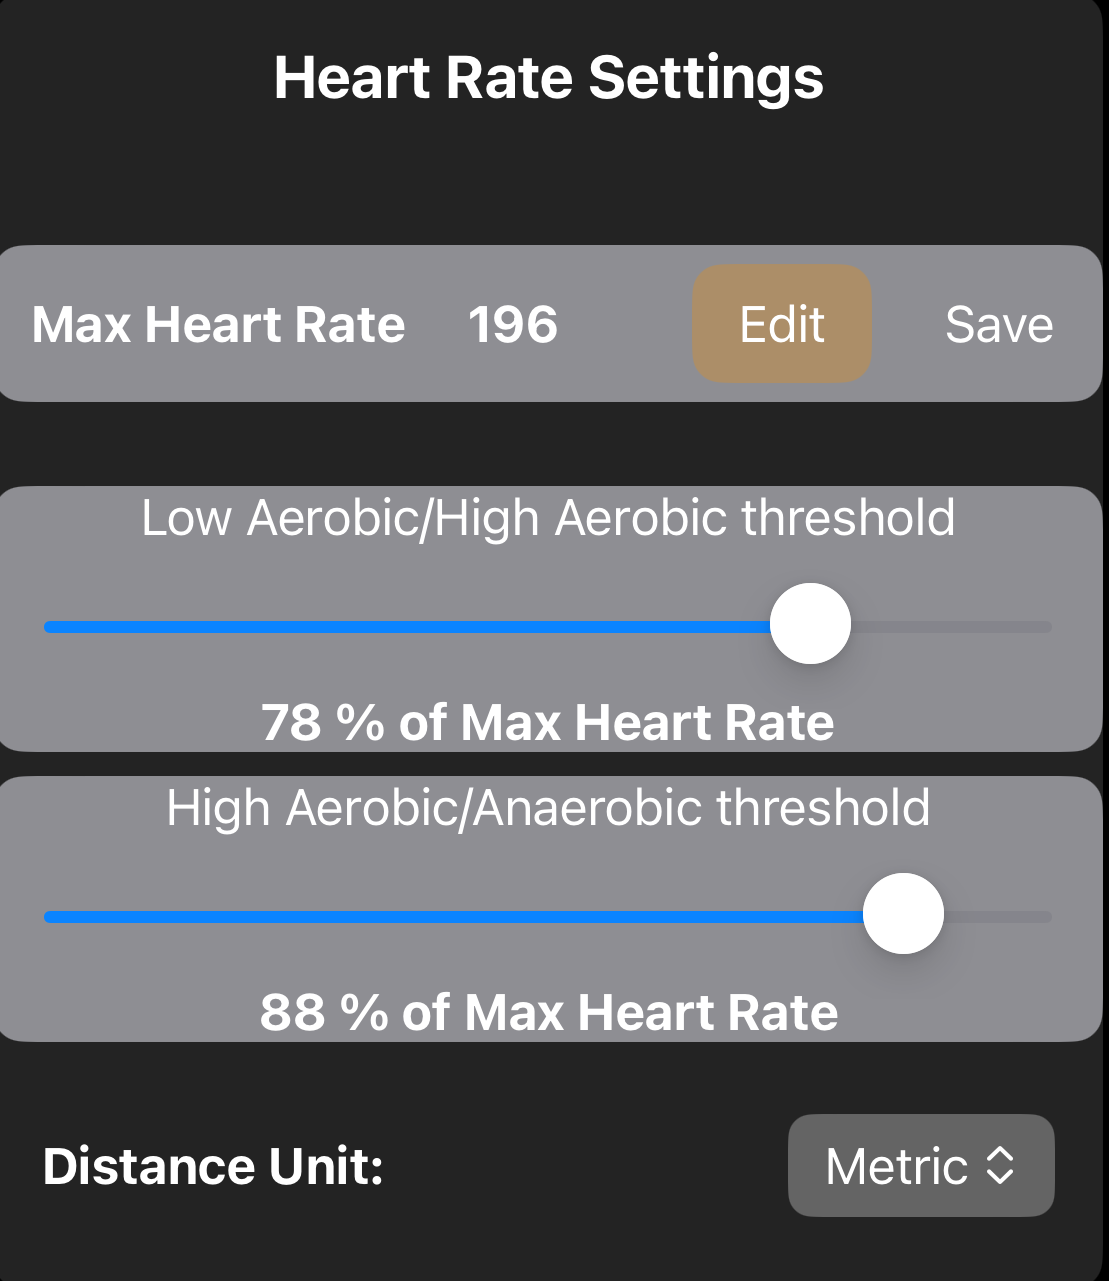 Heart Rate Settings
Max Heart Rate 196 Edit Save
Low Aerobic/High Aerobic threshold
78 % of Max Heart Rate
High Aerobic/Anaerobic threshold
88 % of Max Heart Rate
Distance Unit: Metric